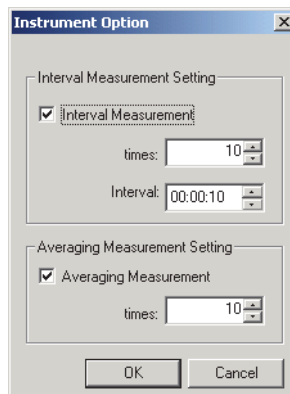 Instrument Option
Interval Measurement Setting
Interval Measurement
times: 10
Interval: 00:00:10
Averaging Measurement Setting
Averaging Measurement
times: 10
OK Cancel